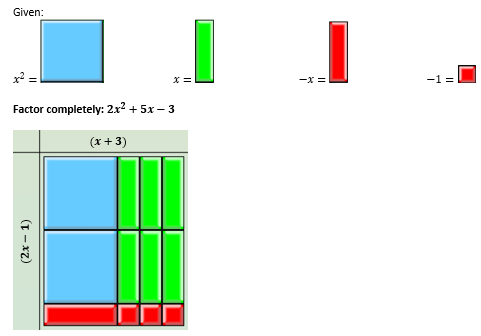 Given:
x² = x = −x = −1 =
Factor completely: 2x² + 5x − 3
(x + 3)
(2x − 1)